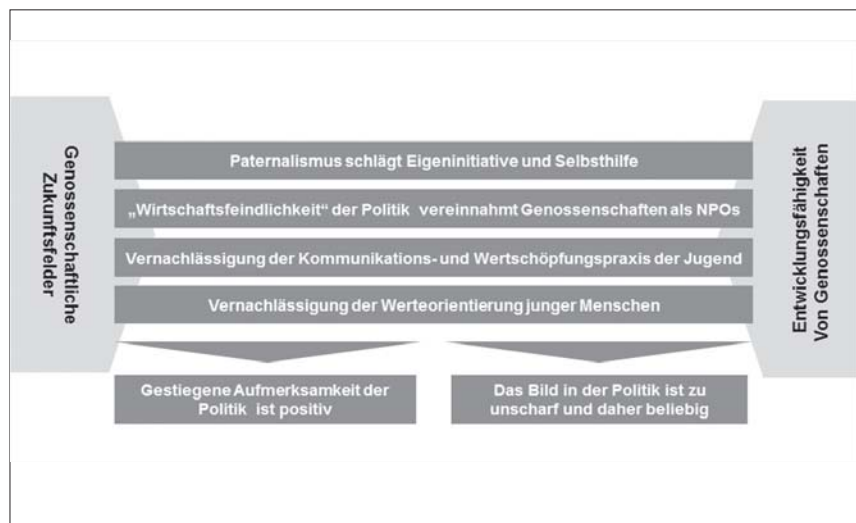 Genossenschaftliche
Zukunftsfelder
Paternalismus schlägt Eigeninitiative und Selbsthilfe
„Wirtschaftsfeindlichkeit“ der Politik vereinnahmt Genossenschaften als NPOs
Vernachlässigung der Kommunikations- und Wertschöpfungspraxis der Jugend
Vernachlässigung der Werteorientierung junger Menschen
Gestiegene Aufmerksamkeit der
Politik ist positiv
Das Bild in der Politik ist zu
unscharf und daher beliebig
Entwicklungsfähigkeit
Von Genossenschaften